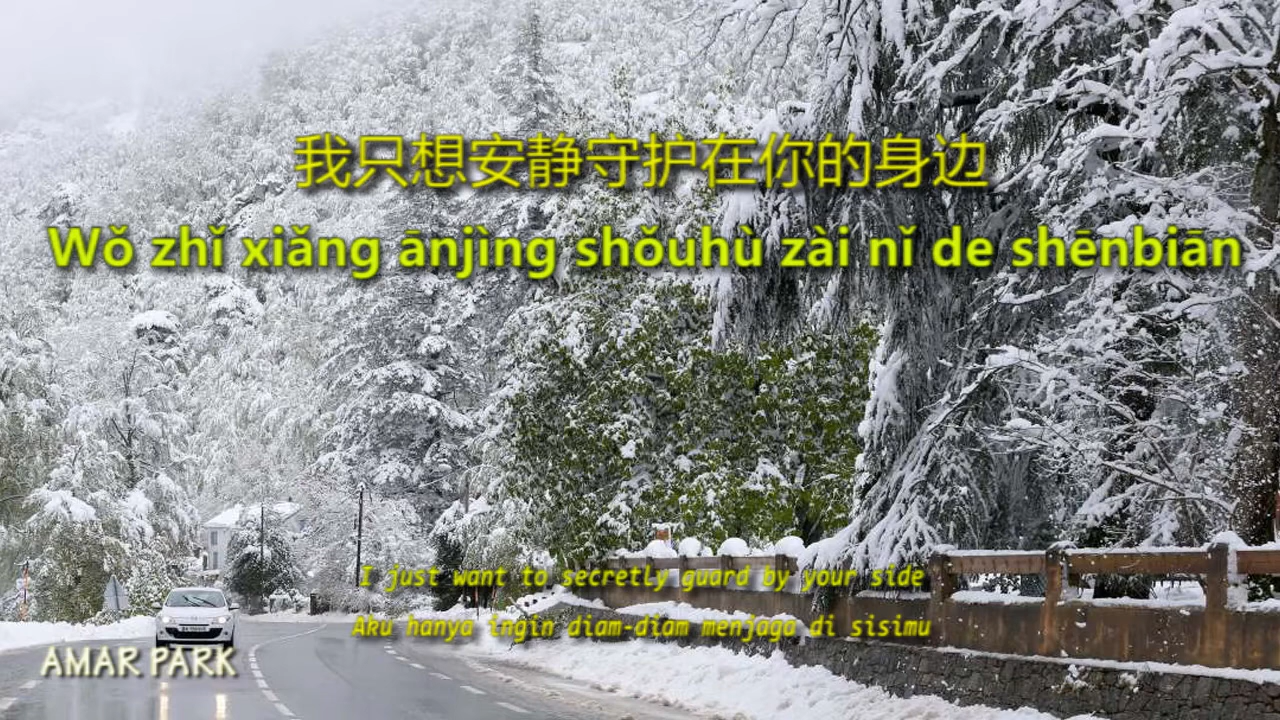 我只想安静守护在你的身边
Wǒ zhǐ xiǎng ānjìng shǒuhù zài nǐ de shēnbiān
I just want to secretly guard by your side
Aku hanya ingin diam-diam menjaga di sisimu
AMAR PARK